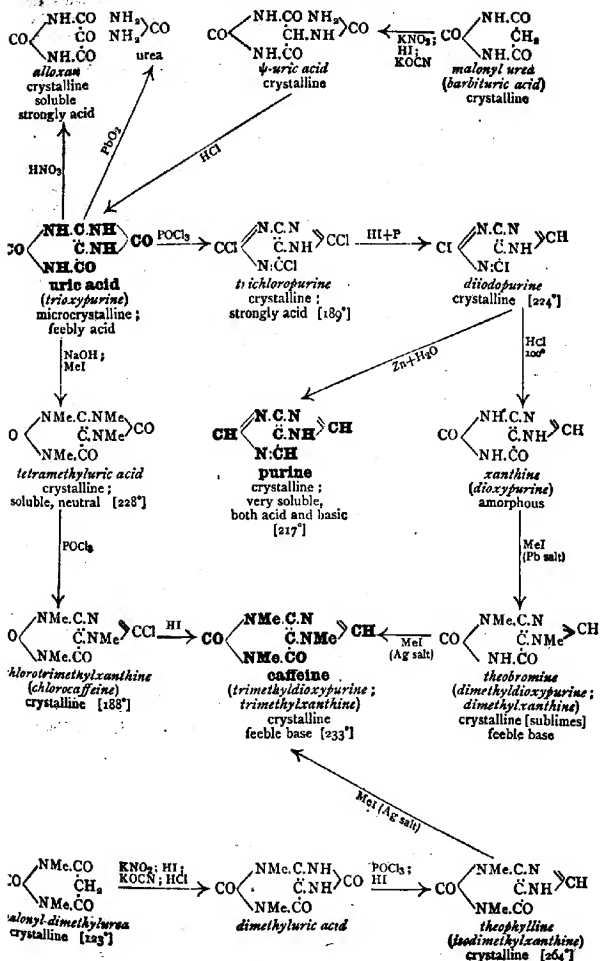 NH.CO NH₂
CO CO CO
NH.CO NH₂
alloxan urea
crystalline
soluble
strongly acid
NH.CO NH₂
CO CH.NH CO
NH.CO
ψ-uric acid
crystalline
KNO₂;
HI;
KOCN
NH.CO
CO CH₂
NH.CO
malonyl urea
(barbituric acid)
crystalline
HNO₃
PbO₂
HCl
NH.C.NH
CO C.NH CO
NH.CO
uric acid
(trioxypurine)
microcrystalline;
feebly acid
POCl₃
N.C.N
CCl C.NH CCl
N:CCl
trichloropurine
crystalline;
strongly acid [189°]
HI+P
N.C.N
CI C.NH CH
N:CI
diiodopurine
crystalline [224°]
NaOH;
MeI
Zn+H₂O
HCl
100°
NMe.C.NMe
O C.NMe CO
NMe.CO
tetramethyluric acid
crystalline;
soluble, neutral [228°]
N.C.N
CH C.NH CH
N:CH
purine
crystalline;
very soluble,
both acid and basic
[217°]
NH.C.N
CO C.NH CH
NH.CO
xanthine
(dioxypurine)
amorphous
POCl₃
MeI
(Pb salt)
NMe.C.N
O C.NMe CCl
NMe.CO
hlorotrimethylxanthine
(chlorocaffeine)
crystalline [188°]
HI
NMe.C.N
CO C.NMe CH
NMe.CO
caffeine
(trimethyldioxypurine;
trimethylxanthine)
crystalline
feeble base [233°]
MeI
(Ag salt)
NMe.C.N
CO C.NMe CH
NH.CO
theobromine
(dimethyldioxypurine;
dimethylxanthine)
crystalline [sublimes]
feeble base
MeI (Ag salt)
NMe.CO
CO CH₂
NMe.CO
alonyl-dimethylurea
crystalline [123°]
KNO₂; HI;
KOCN; HCl
NMe.C.NH
CO C.NH CO
NMe.CO
dimethyluric acid
POCl₃;
HI
NMe.C.N
CO C.NH CH
NMe.CO
theophylline
(isodimethylxanthine)
crystalline [264°]